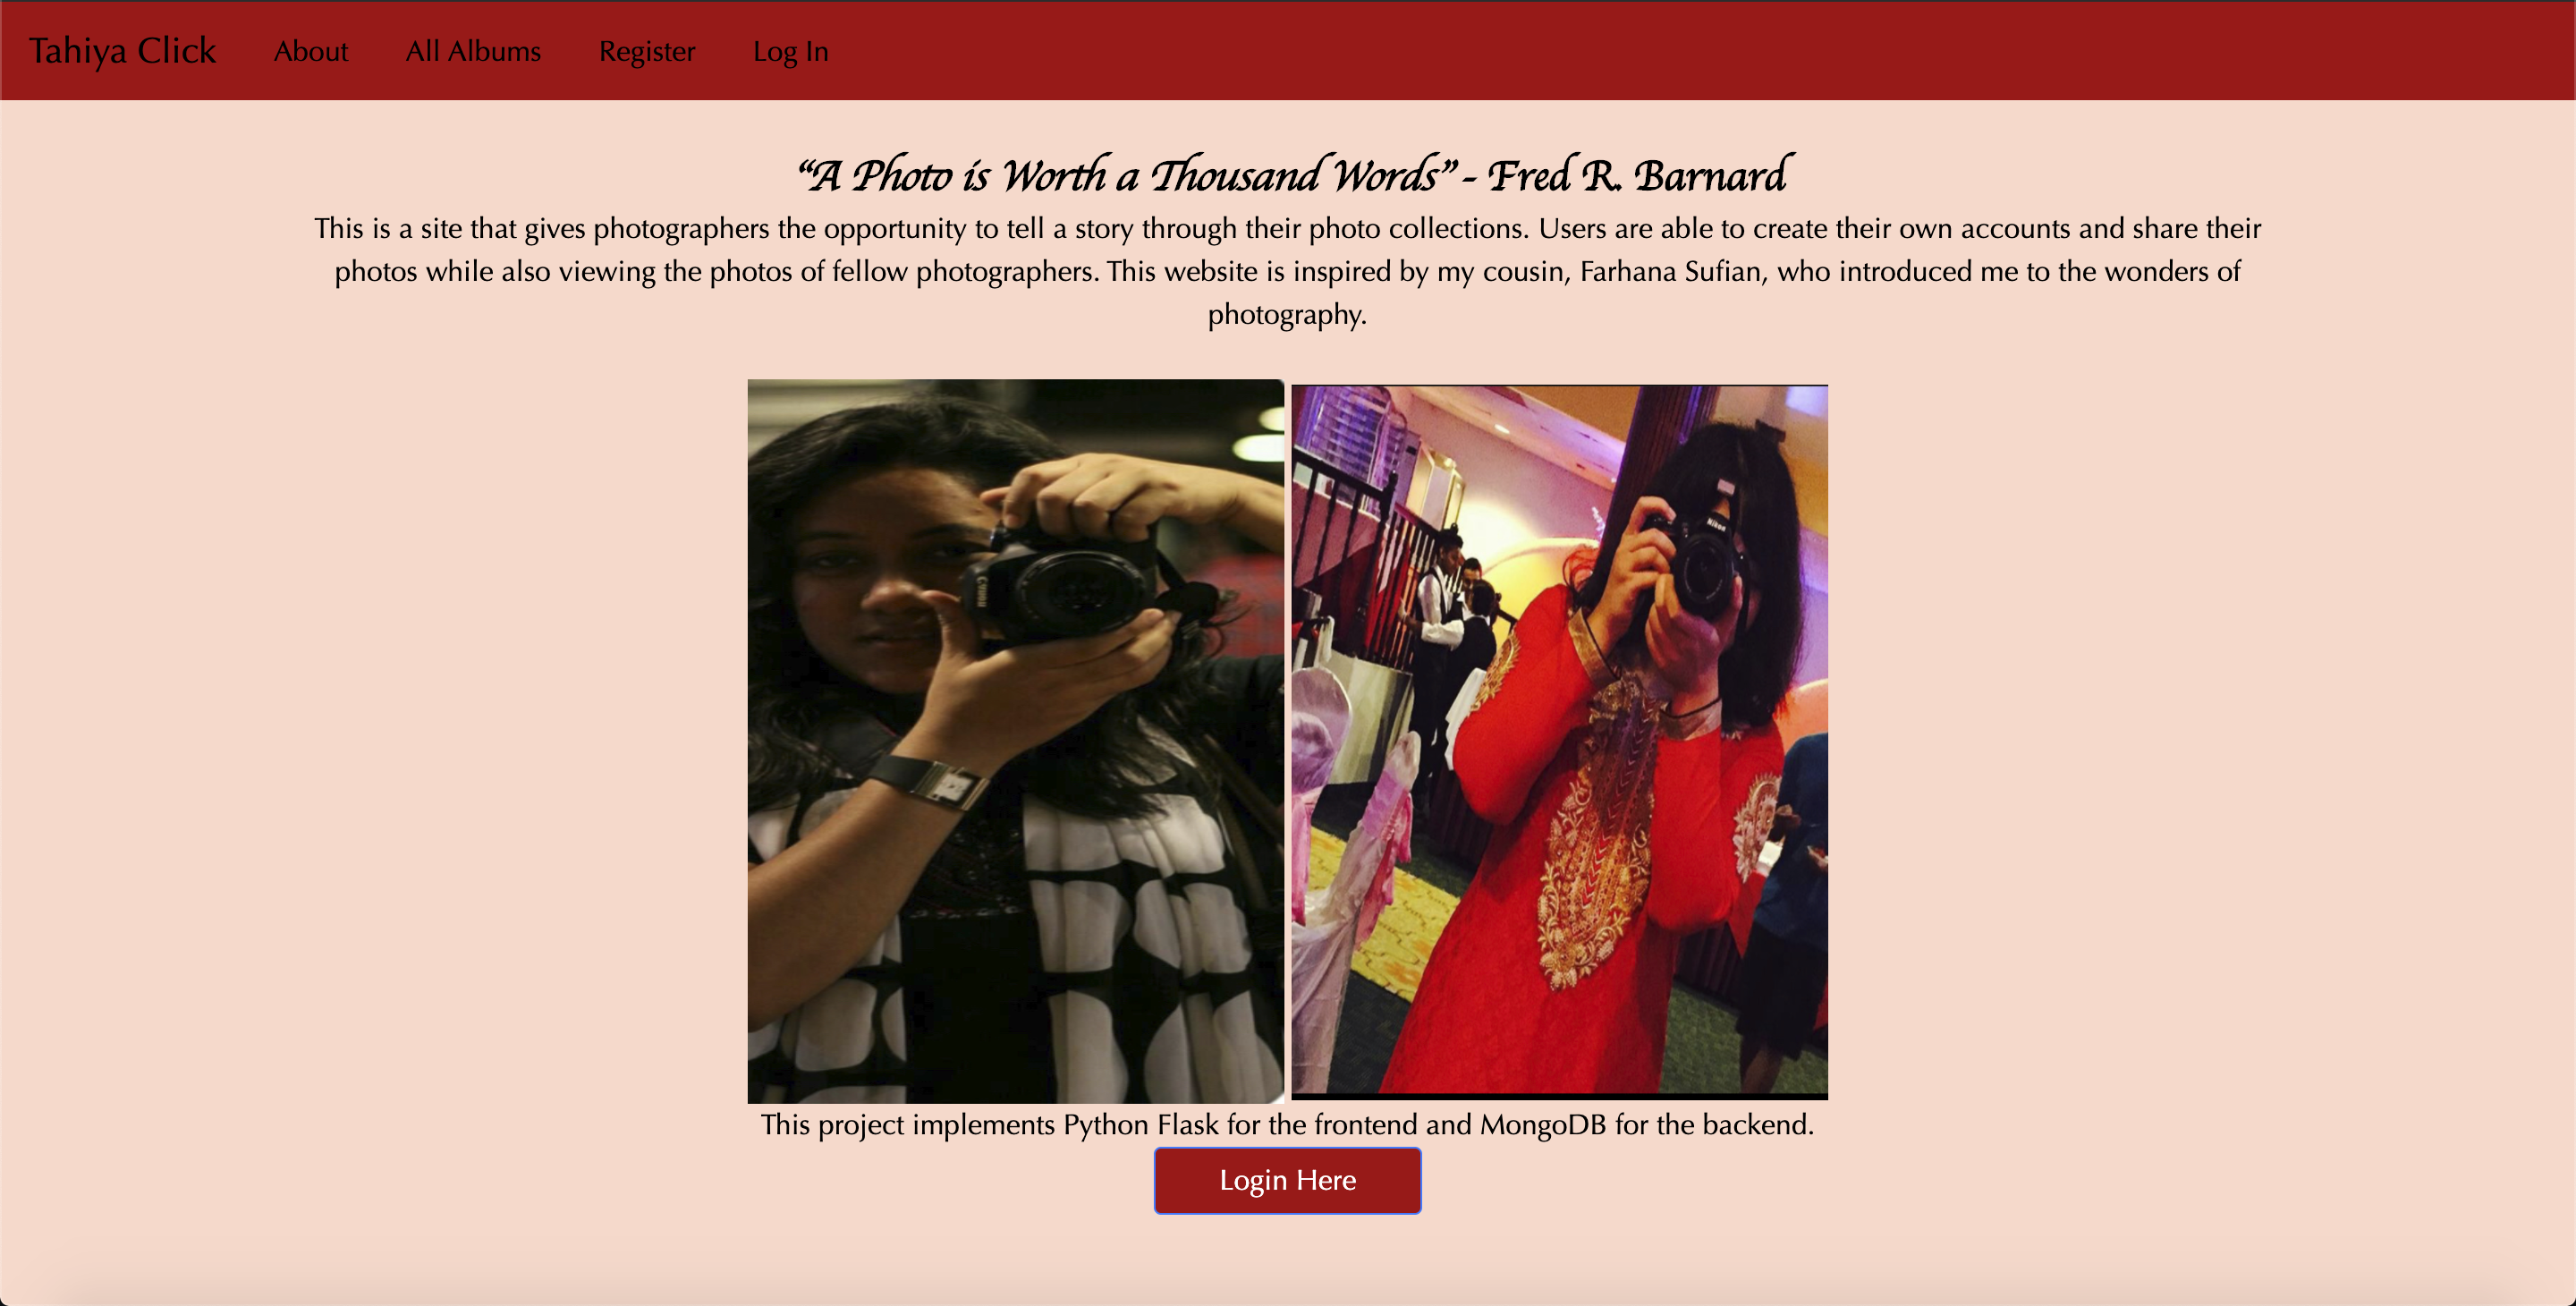 Tahiya Click About All Albums Register Log In
“A Photo is Worth a Thousand Words” - Fred R. Barnard
This is a site that gives photographers the opportunity to tell a story through their photo collections. Users are able to create their own accounts and share their
photos while also viewing the photos of fellow photographers. This website is inspired by my cousin, Farhana Sufian, who introduced me to the wonders of
photography.
Canon
Nikon
This project implements Python Flask for the frontend and MongoDB for the backend.
Login Here